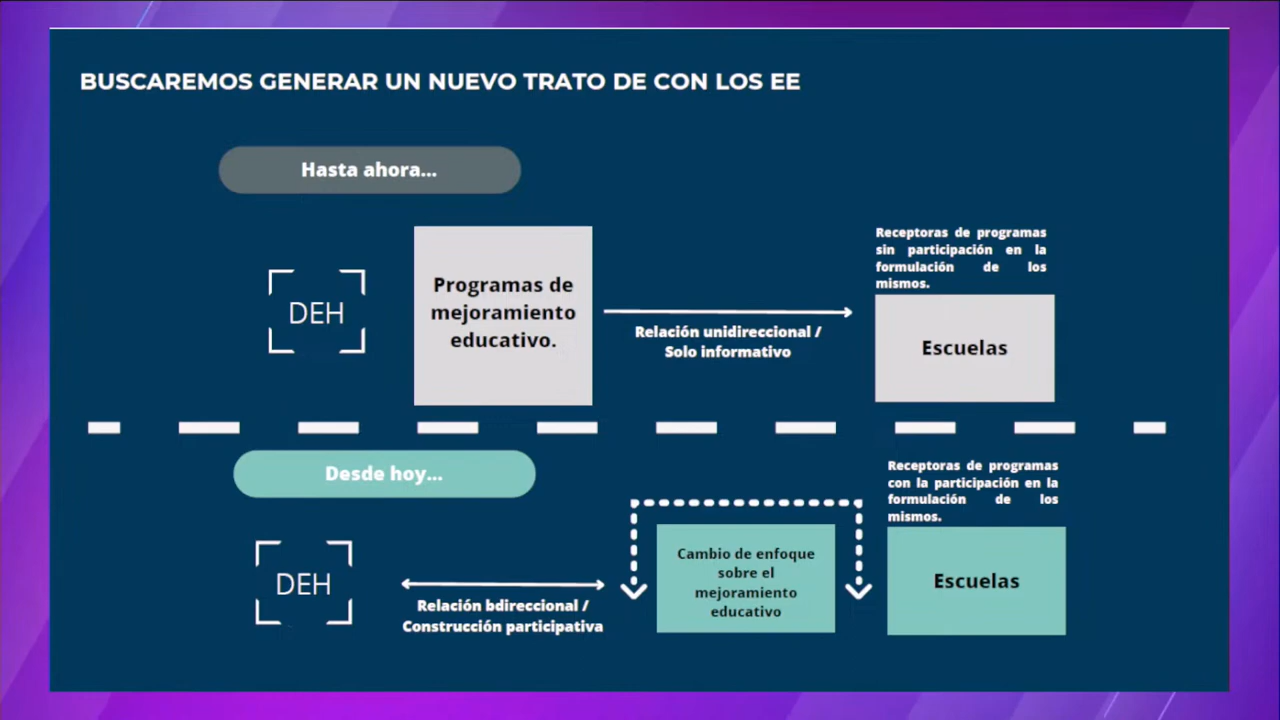 BUSCAREMOS GENERAR UN NUEVO TRATO DE CON LOS EE
Hasta ahora...
DEH
Programas de
mejoramiento
educativo.
Relación unidireccional /
Solo informativo
Receptoras de programas
sin participación en la
formulación de los
mismos.
Escuelas
Desde hoy...
DEH
Relación bdireccional /
Construcción participativa
Cambio de enfoque
sobre el
mejoramiento
educativo
Receptoras de programas
con la participación en la
formulación de los
mismos.
Escuelas